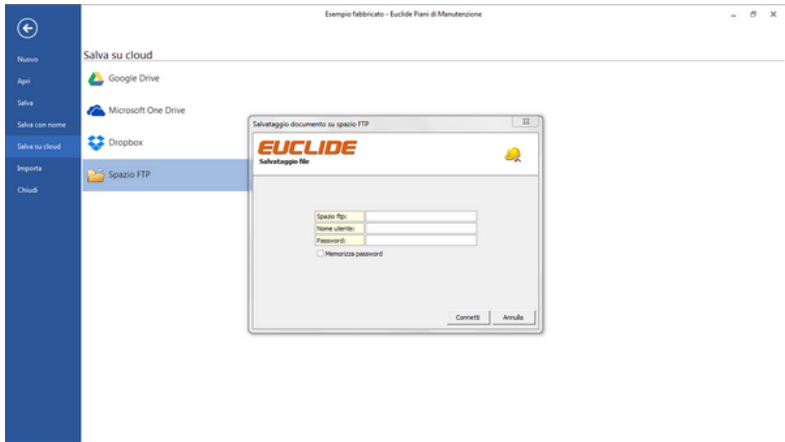 Esempio fabbricato - Euclide Piani di Manutenzione
Nuovo
Apri
Salva
Salva con nome
Salva su cloud
Importa
Chiudi
Salva su cloud
Google Drive
Microsoft One Drive
Dropbox
Spazio FTP
Salvataggio documento su spazio FTP
EUCLIDE
Salvataggio file
Spazio ftp:
Nome utente:
Password:
Memorizza password
Connetti
Annulla